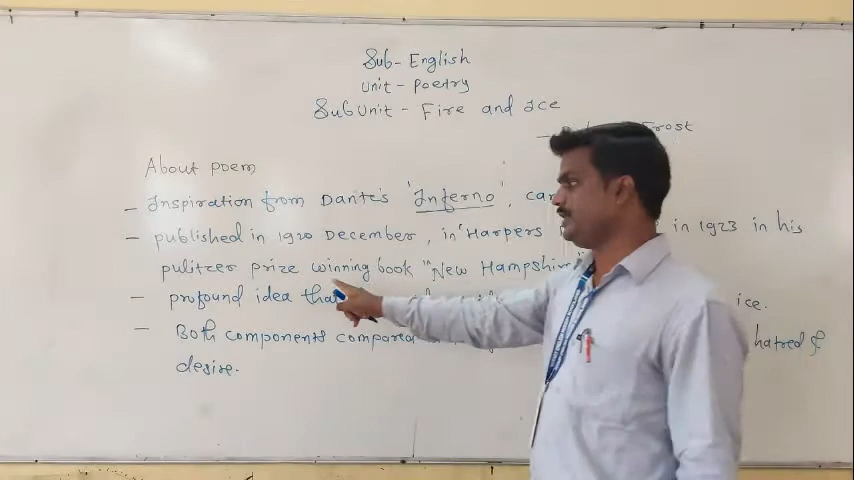 Sub- English
Unit - Poetry
SubUnit - Fire and Ice
Frost
About poem
- Inspiration from Dante's 'Inferno',
- published in 1920 December, in 'Harpers in 1923 in his
pulitzer prize winning book "New Hampshire"
- profound idea that ice.
- Both components compared hatred &
desire.